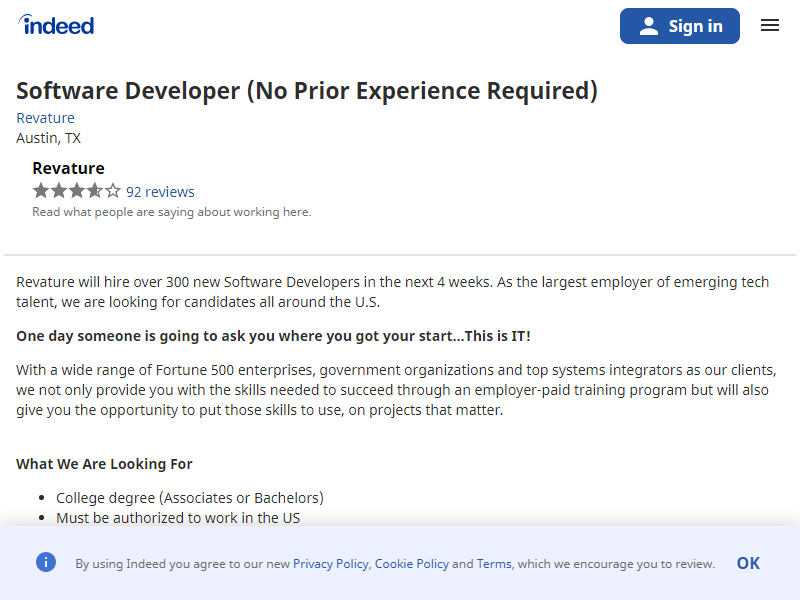 indeed
Sign in
Software Developer (No Prior Experience Required)
Revature
Austin, TX
Revature
92 reviews
Read what people are saying about working here.
Revature will hire over 300 new Software Developers in the next 4 weeks. As the largest employer of emerging tech
talent, we are looking for candidates all around the U.S.
One day someone is going to ask you where you got your start...This is IT!
With a wide range of Fortune 500 enterprises, government organizations and top systems integrators as our clients,
we not only provide you with the skills needed to succeed through an employer-paid training program but will also
give you the opportunity to put those skills to use, on projects that matter.
What We Are Looking For
• College degree (Associates or Bachelors)
• Must be authorized to work in the US
By using Indeed you agree to our new Privacy Policy, Cookie Policy and Terms, which we encourage you to review.
OK